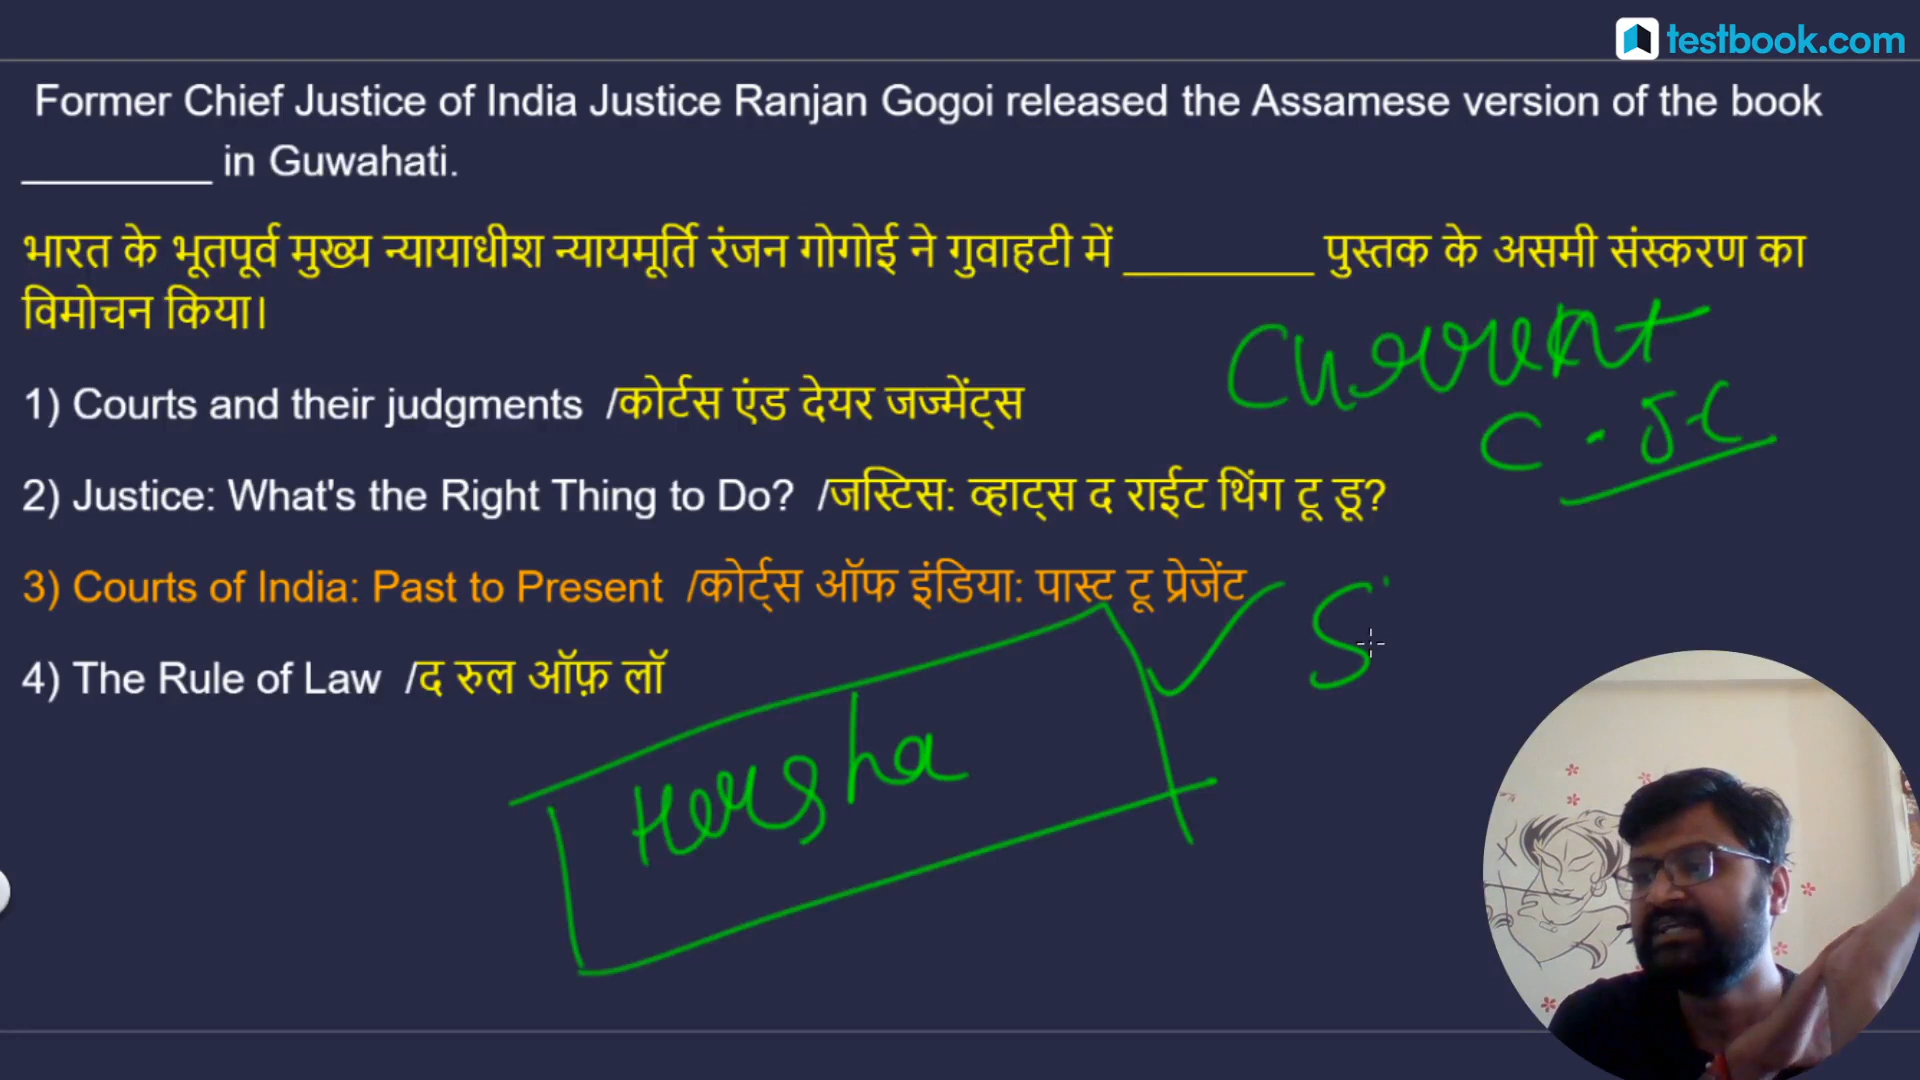 testbook.com
Former Chief Justice of India Justice Ranjan Gogoi released the Assamese version of the book
________ in Guwahati.
भारत के भूतपूर्व मुख्य न्यायाधीश न्यायमूर्ति रंजन गोगोई ने गुवाहटी में ________ पुस्तक के असमी संस्करण का
विमोचन किया।
Current
C.JC
1) Courts and their judgments /कोर्टस एंड देयर जज्मेंट्स
2) Justice: What's the Right Thing to Do? /जस्टिस: व्हाट्स द राईट थिंग टू डू?
3) Courts of India: Past to Present /कोर्ट्स ऑफ इंडिया: पास्ट टू प्रेजेंट
S
4) The Rule of Law /द रुल ऑफ़ लॉ